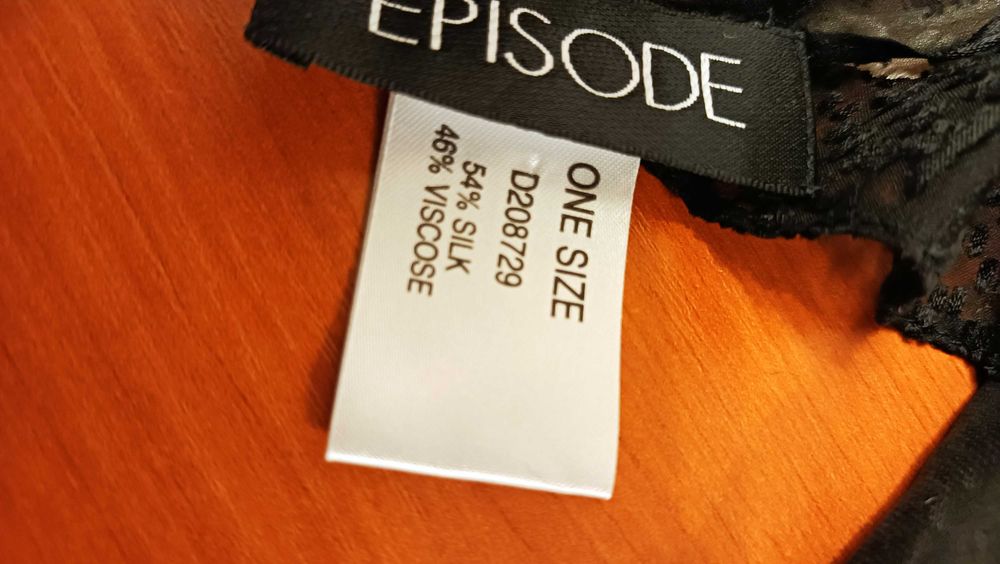 EPISODE
ONE SIZE
D208729
54% SILK
46% VISCOSE